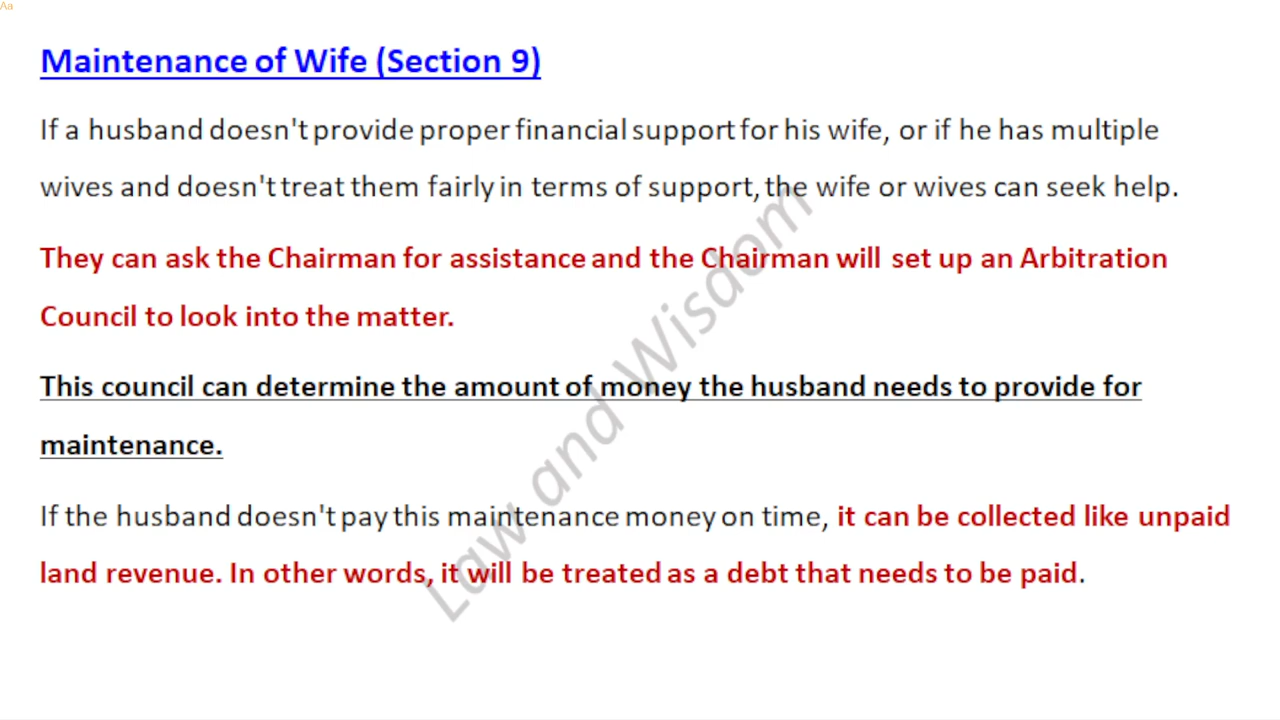 Aa
Maintenance of Wife (Section 9)
If a husband doesn't provide proper financial support for his wife, or if he has multiple
wives and doesn't treat them fairly in terms of support, the wife or wives can seek help.
They can ask the Chairman for assistance and the Chairman will set up an Arbitration
Council to look into the matter.
This council can determine the amount of money the husband needs to provide for
maintenance.
If the husband doesn't pay this maintenance money on time, it can be collected like unpaid
land revenue. In other words, it will be treated as a debt that needs to be paid.
Law and Wisdom